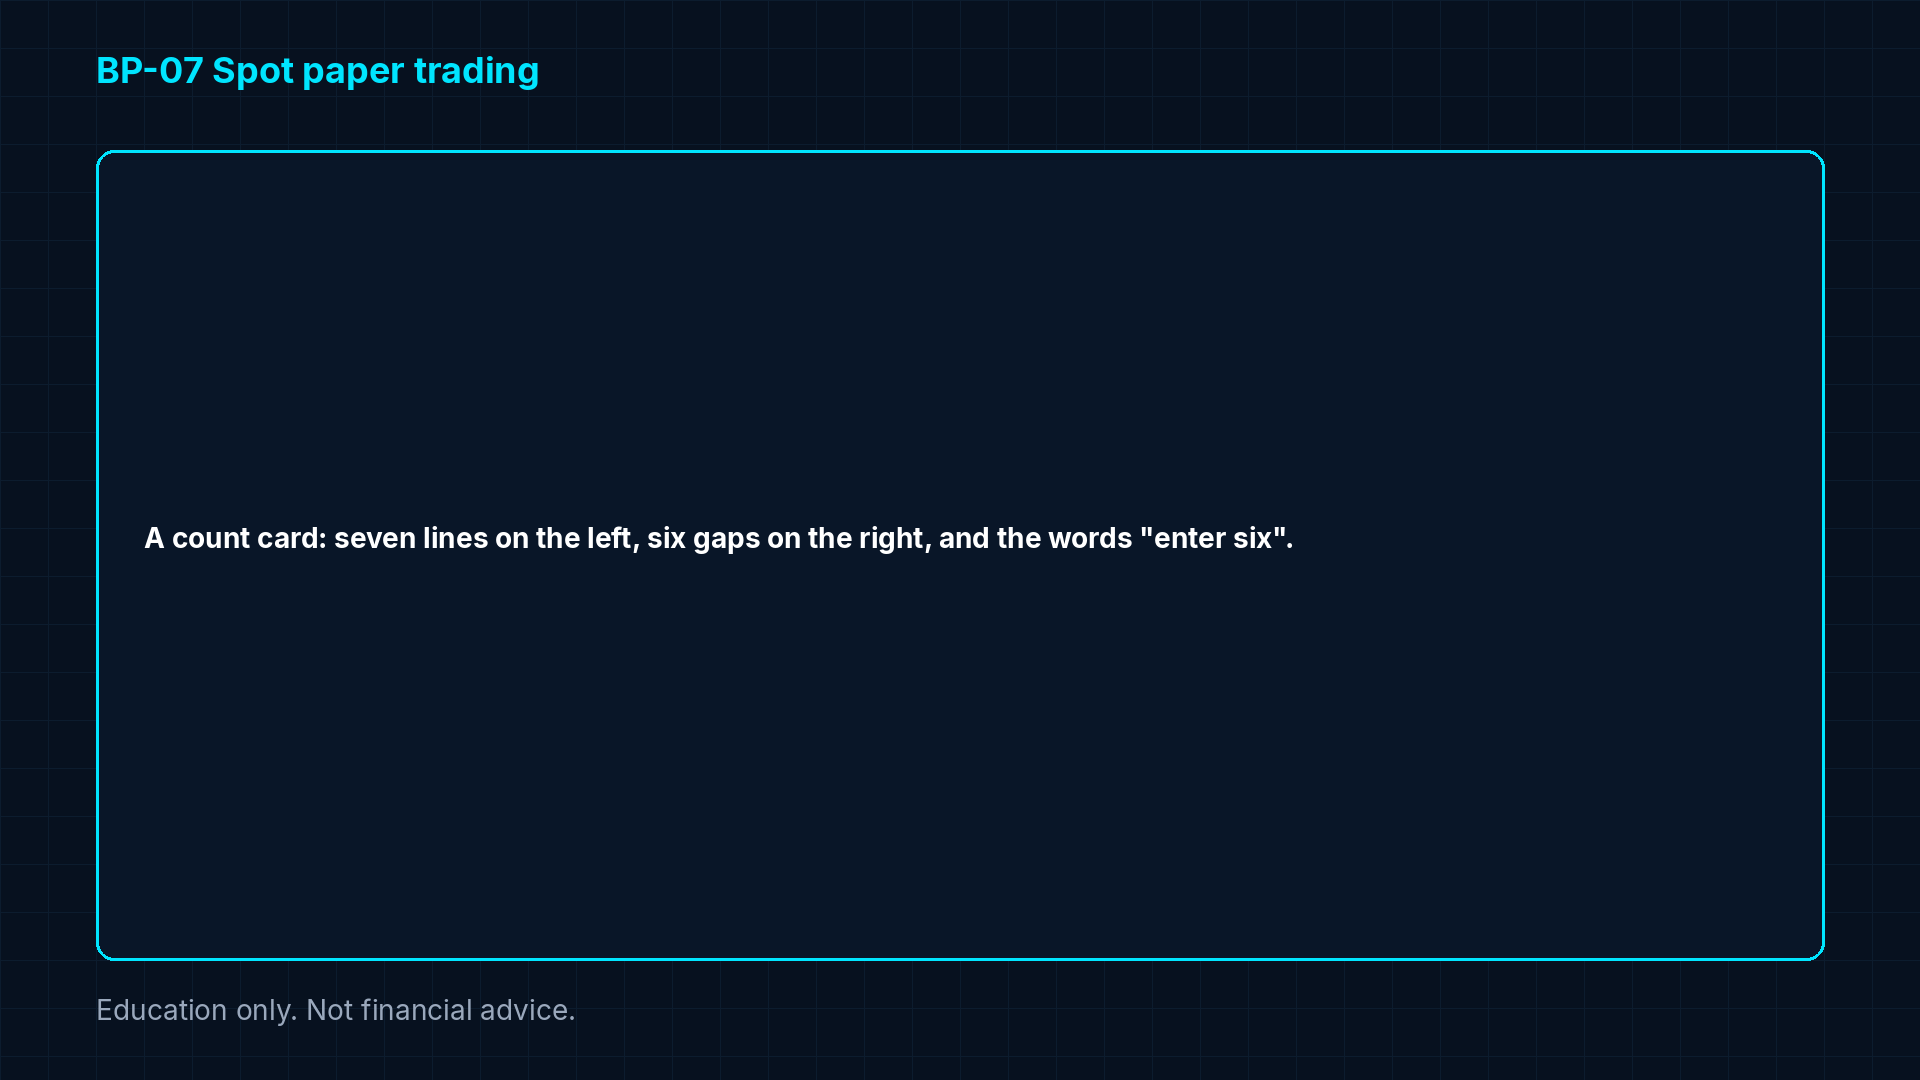 BP-07 Spot paper trading
A count card: seven lines on the left, six gaps on the right, and the words "enter six".
Education only. Not financial advice.